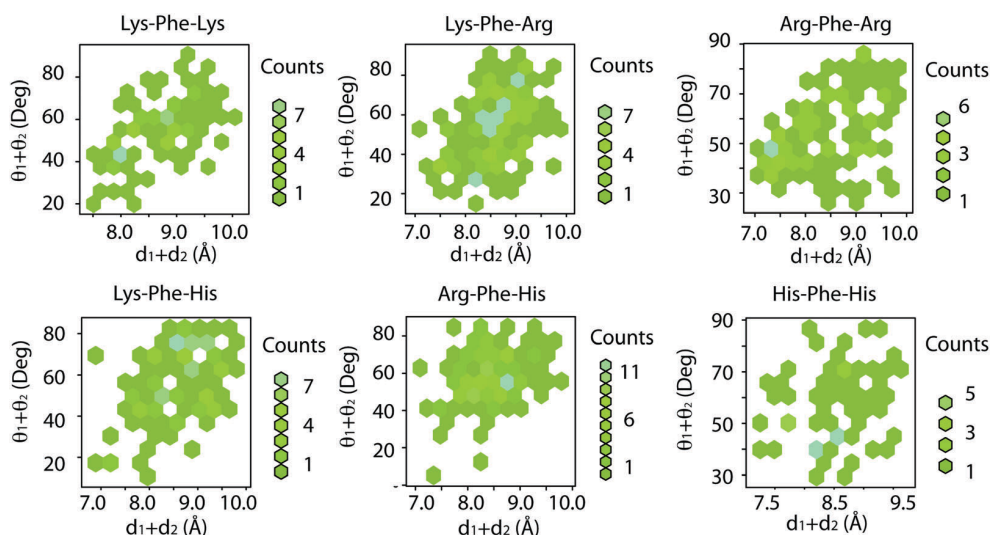 Lys-Phe-Lys
θ₁+θ₂ (Deg)
80
60
40
20
8.0
9.0
10.0
d₁+d₂ (Å)
Counts
7
4
1
Lys-Phe-Arg
θ₁+θ₂ (Deg)
80
60
40
20
7.0
8.0
9.0
10.0
d₁+d₂ (Å)
Counts
7
4
1
Arg-Phe-Arg
θ₁+θ₂ (Deg)
90
70
50
30
7.0
8.0
9.0
10.0
d₁+d₂ (Å)
Counts
6
3
1
Lys-Phe-His
θ₁+θ₂ (Deg)
80
60
40
20
7.0
8.0
9.0
10.0
d₁+d₂ (Å)
Counts
7
4
1
Arg-Phe-His
θ₁+θ₂ (Deg)
80
60
40
20
-
7.0
8.0
9.0
10.0
d₁+d₂ (Å)
Counts
11
6
1
His-Phe-His
θ₁+θ₂ (Deg)
90
70
50
30
7.5
8.5
9.5
d₁+d₂ (Å)
Counts
5
3
1